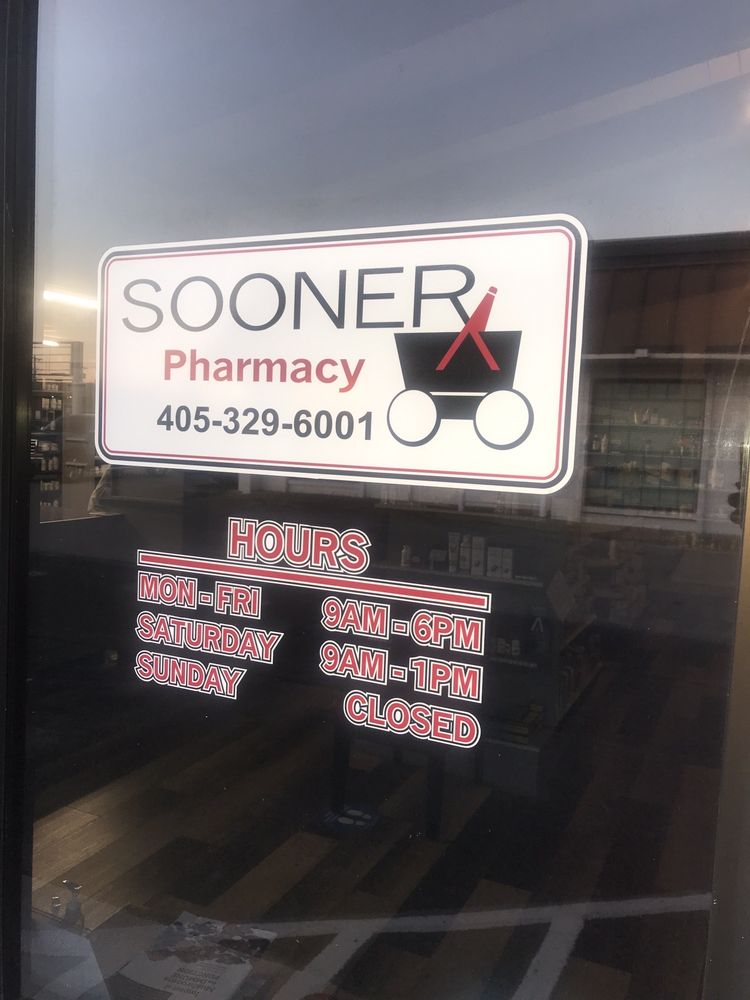 SOONER
Pharmacy
405-329-6001
HOURS
MON - FRI 9AM - 6PM
SATURDAY 9AM - 1PM
SUNDAY CLOSED